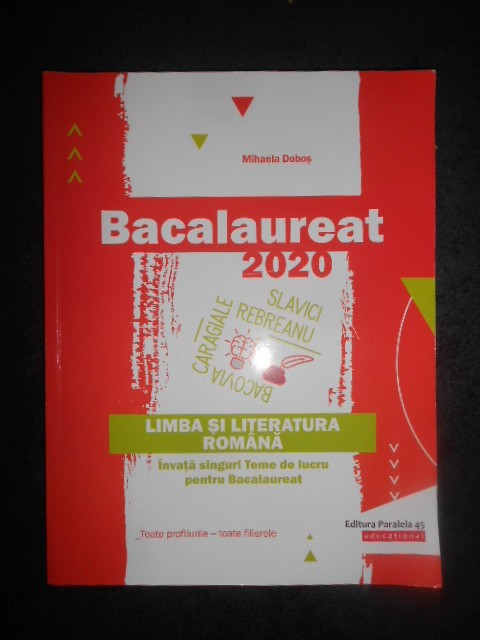 Mihaela Doboș
Bacalaureat
2020
SLAVICI
REBREANU
CARAGIALE
BACOVIA
LIMBA ȘI LITERATURA
ROMÂNĂ
Învață singur! Teme de lucru
pentru Bacalaureat
_Toate profilurile – toate filierele
Editura Paralela 45
educațional